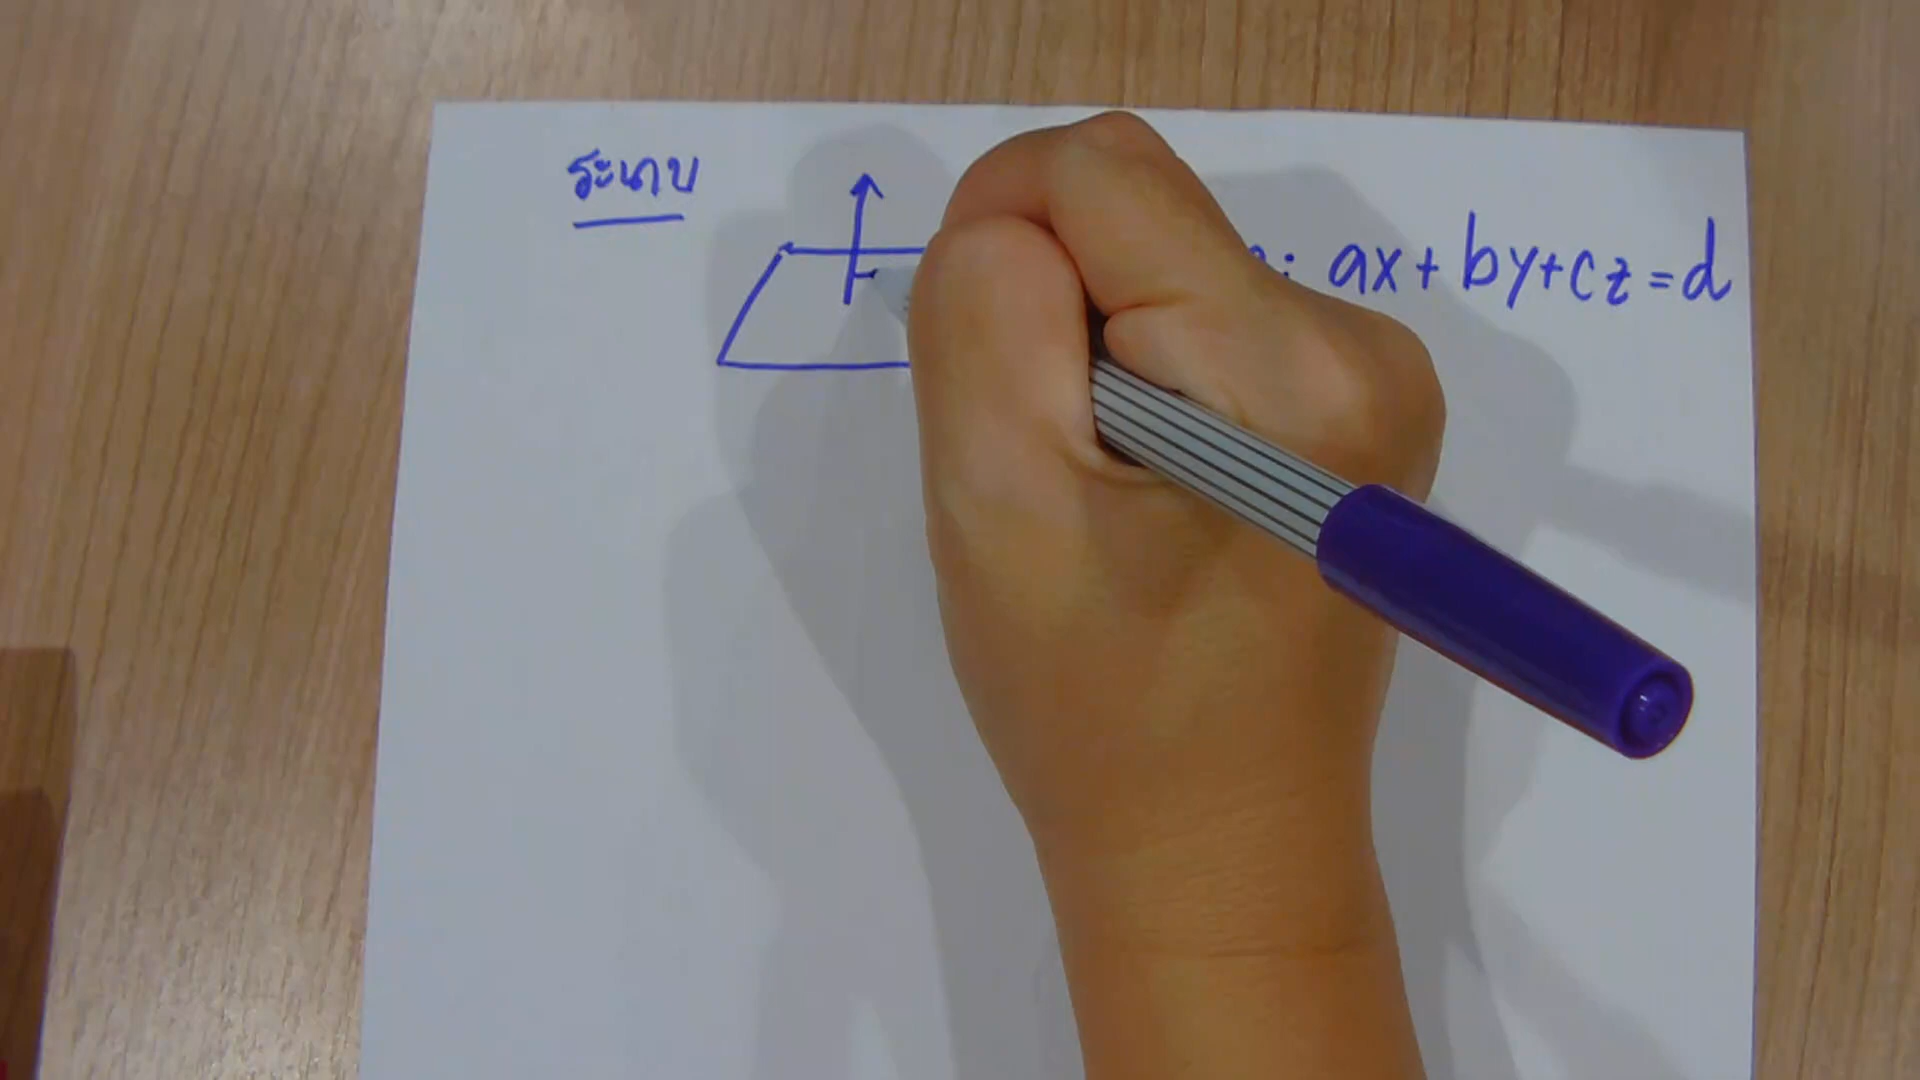 ระนาบ
: ax + by + cz = d